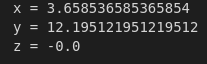 x = 3.658536585365854
y = 12.195121951219512
z = -0.0